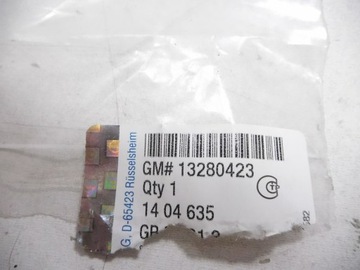 G. D-65423 Rüsselsheim
GM# 13280423
Qty 1
14 04 635